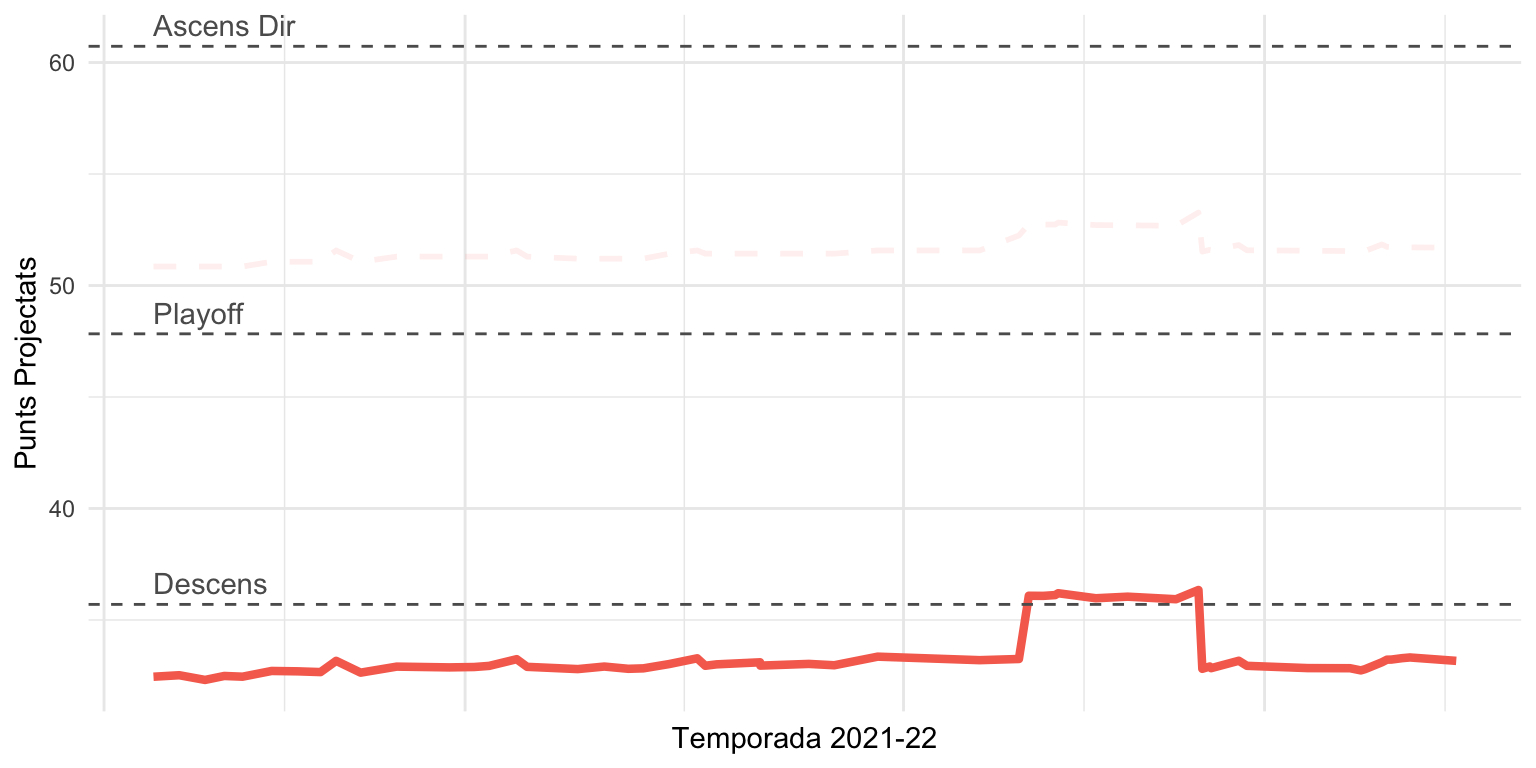 Ascens Dir
60
50
Playoff
Punts Projectats
40
Descens
Temporada 2021-22